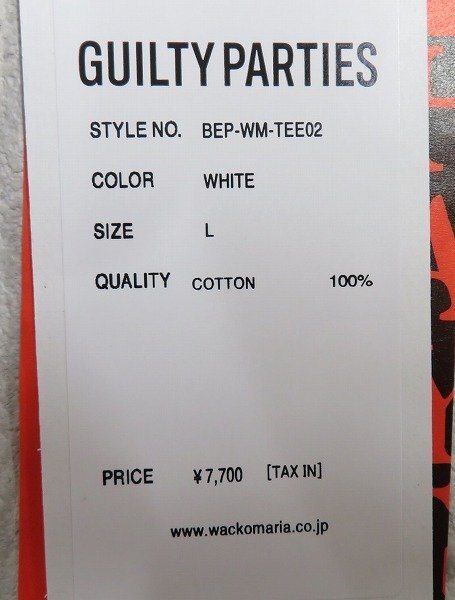 GUILTY PARTIES
STYLE NO. BEP-WM-TEE02
COLOR WHITE
SIZE L
QUALITY COTTON 100%
PRICE ¥7,700 [TAX IN]
www.wackomaria.co.jp